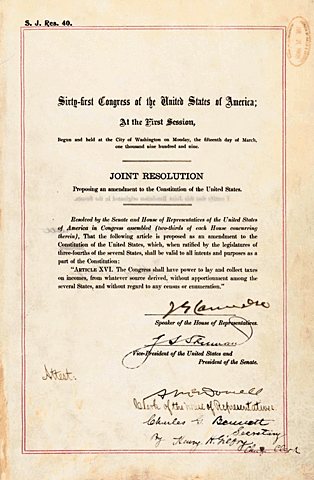 S. J. Res. 40.
Sixty-first Congress of the United States of America;
At the First Session,
Begun and held at the City of Washington on Monday, the fifteenth day of March,
one thousand nine hundred and nine.
JOINT RESOLUTION
Proposing an amendment to the Constitution of the United States.
Resolved by the Senate and House of Representatives of the United States
of America in Congress assembled (two-thirds of each House concurring
therein), That the following article is proposed as an amendment to the
Constitution of the United States, which, when ratified by the legislatures
of three-fourths of the several States, shall be valid to all intents and purposes as a
part of the Constitution:
"ARTICLE XVI. The Congress shall have power to lay and collect taxes
on incomes, from whatever source derived, without apportionment among
the several States, and without regard to any census or enumeration."
J G Cannon
Speaker of the House of Representatives.
J. S. Sherman
Vice-President of the United States and
President of the Senate.
Attest.
A McDowell
Clerk of the House of Representatives.
Charles G. Bennett
Secretary
By Henry H. Gilfry
Chief Clerk